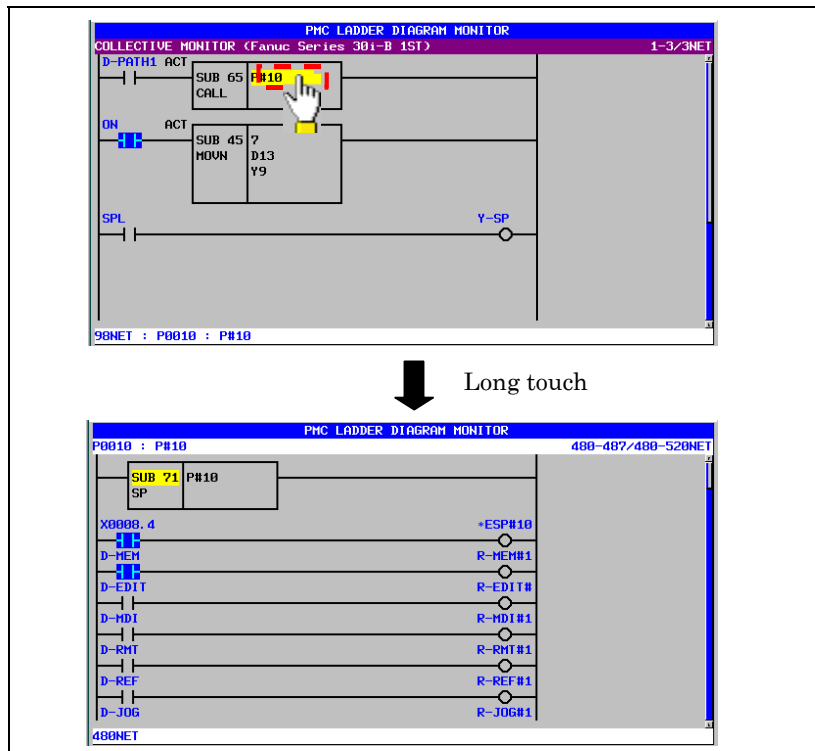 PMC LADDER DIAGRAM MONITOR
COLLECTIVE MONITOR (Fanuc Series 30i-B 1ST) 1-3/3NET
D-PATH1 ACT
SUB 65 P#10
CALL
ON ACT
SUB 45 7
MOVN D13
Y9
SPL Y-SP
98NET : P0010 : P#10
Long touch
PMC LADDER DIAGRAM MONITOR
P0010 : P#10 480-487/480-520NET
SUB 71 P#10
SP
X0008.4 *ESP#10
D-MEM R-MEM#1
D-EDIT R-EDIT#
D-MDI R-MDI#1
D-RMT R-RMT#1
D-REF R-REF#1
D-JOG R-JOG#1
480NET